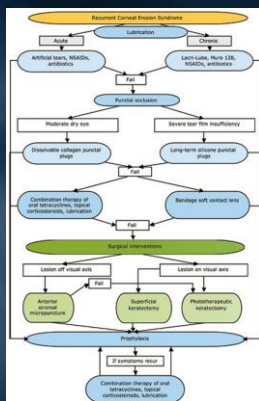 Recurrent Corneal Erosion Syndrome
Lubrication
Acute
Chronic
Artificial tears, NSAIDs,
antibiotics
Lacri-Lube, Muro 128,
NSAIDs, antibiotics
Fail
Punctal occlusion
Moderate dry eye
Severe tear film insufficiency
Dissolvable collagen punctal
plugs
Long-term silicone punctal
plugs
Fail
Combination therapy of
oral tetracyclines, topical
corticosteroids, lubrication
Bandage soft contact lens
Fail
Surgical interventions
Lesion off visual axis
Lesion on visual axis
Fail
Anterior
stromal
micropuncture
Superficial
keratectomy
Phototherapeutic
keratectomy
Prophylaxis
If symptoms recur
Combination therapy of oral
tetracyclines, topical
corticosteroids, lubrication